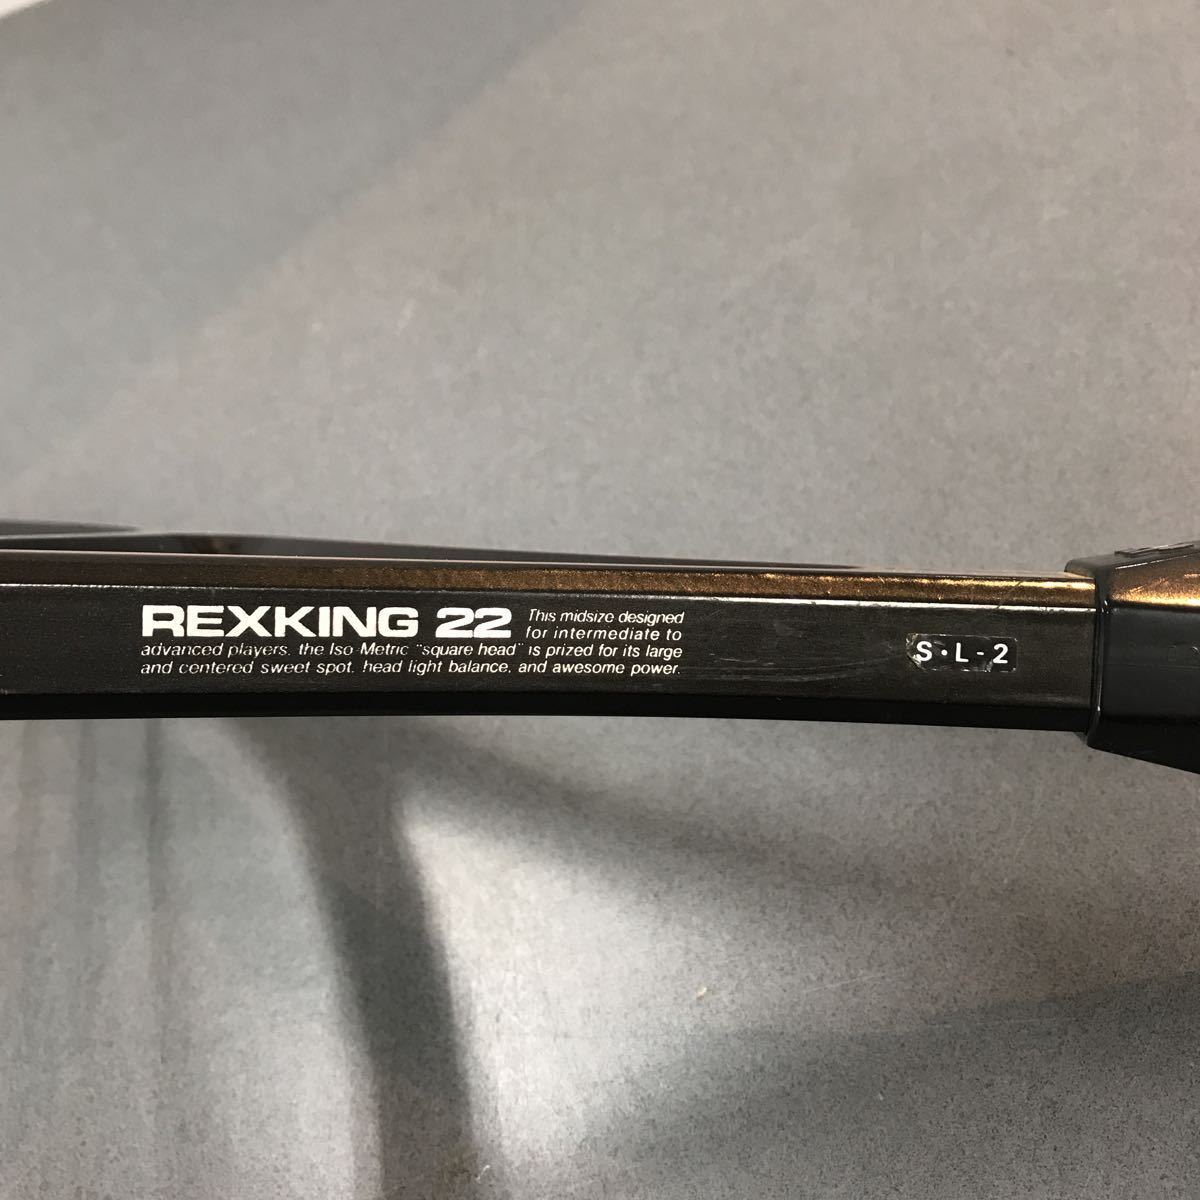 REXKING 22 This midsize designed
for intermediate to
advanced players. the Iso-Metric "square head" is prized for its large
and centered sweet spot. head light balance. and awesome power.
S・L-2